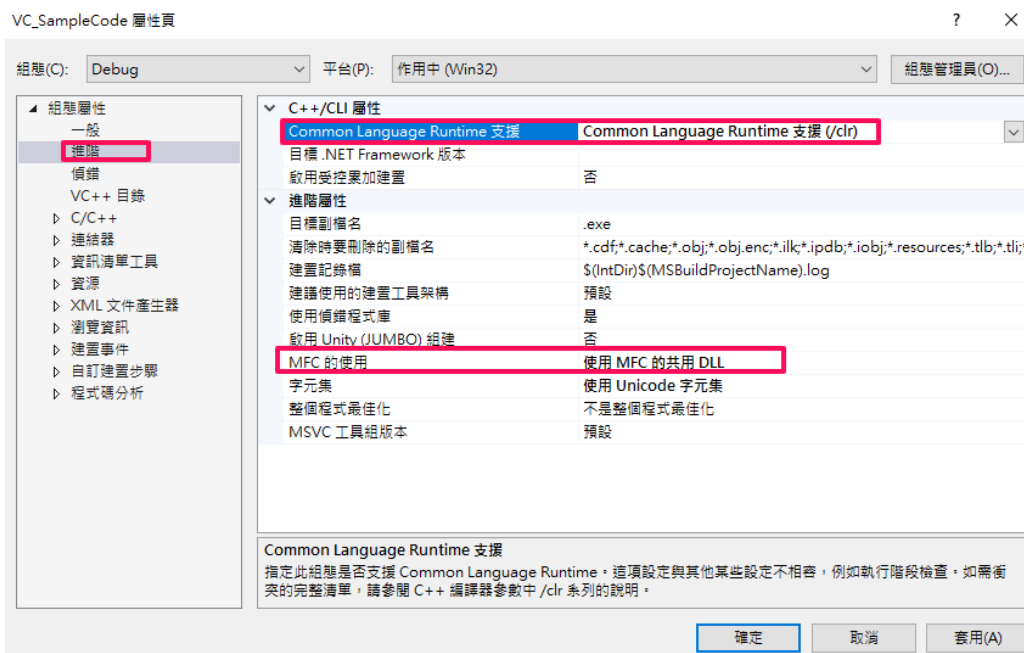 VC_SampleCode 屬性頁 ? ×
組態(C): Debug 平台(P): 作用中 (Win32) 組態管理員(O)...
組態屬性
一般
進階
偵錯
VC++ 目錄
C/C++
連結器
資訊清單工具
資源
XML 文件產生器
瀏覽資訊
建置事件
自訂建置步驟
程式碼分析
C++/CLI 屬性
Common Language Runtime 支援 Common Language Runtime 支援 (/clr)
目標 .NET Framework 版本
啟用受控累加建置 否
進階屬性
目標副檔名 .exe
清除時要刪除的副檔名 *.cdf;*.cache;*.obj;*.obj.enc;*.ilk;*.ipdb;*.iobj;*.resources;*.tlb;*.tli;*
建置記錄檔 $(IntDir)$(MSBuildProjectName).log
建議使用的建置工具架構 預設
使用偵錯程式庫 是
啟用 Unity (JUMBO) 組建 否
MFC 的使用 使用 MFC 的共用 DLL
字元集 使用 Unicode 字元集
整個程式最佳化 不是整個程式最佳化
MSVC 工具組版本 預設
Common Language Runtime 支援
指定此組態是否支援 Common Language Runtime。這項設定與其他某些設定不相容，例如執行階段檢查。如需衝
突的完整清單，請參閱 C++ 編譯器參數中 /clr 系列的說明。
確定 取消 套用(A)